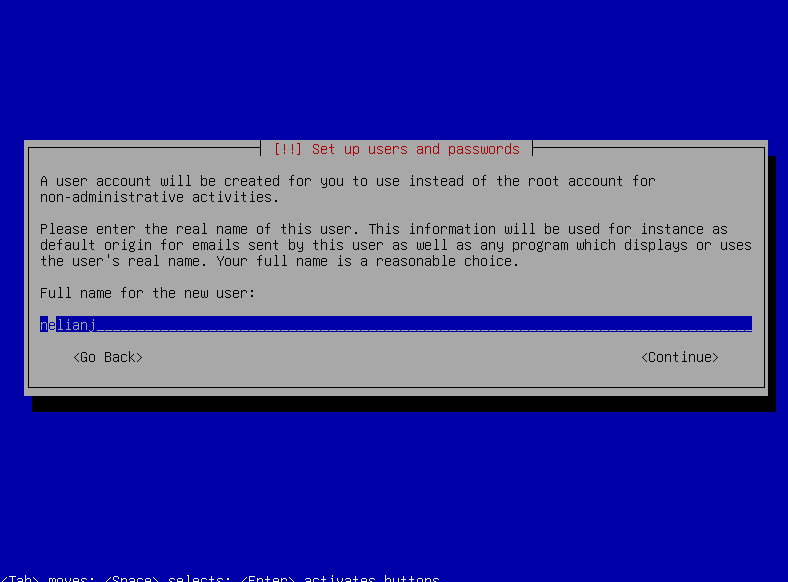 [!!] Set up users and passwords
A user account will be created for you to use instead of the root account for
non-administrative activities.
Please enter the real name of this user. This information will be used for instance as
default origin for emails sent by this user as well as any program which displays or uses
the user's real name. Your full name is a reasonable choice.
Full name for the new user:
nelianj
<Go Back> <Continue>
<Tab> moves; <Space> selects; <Enter> activates buttons